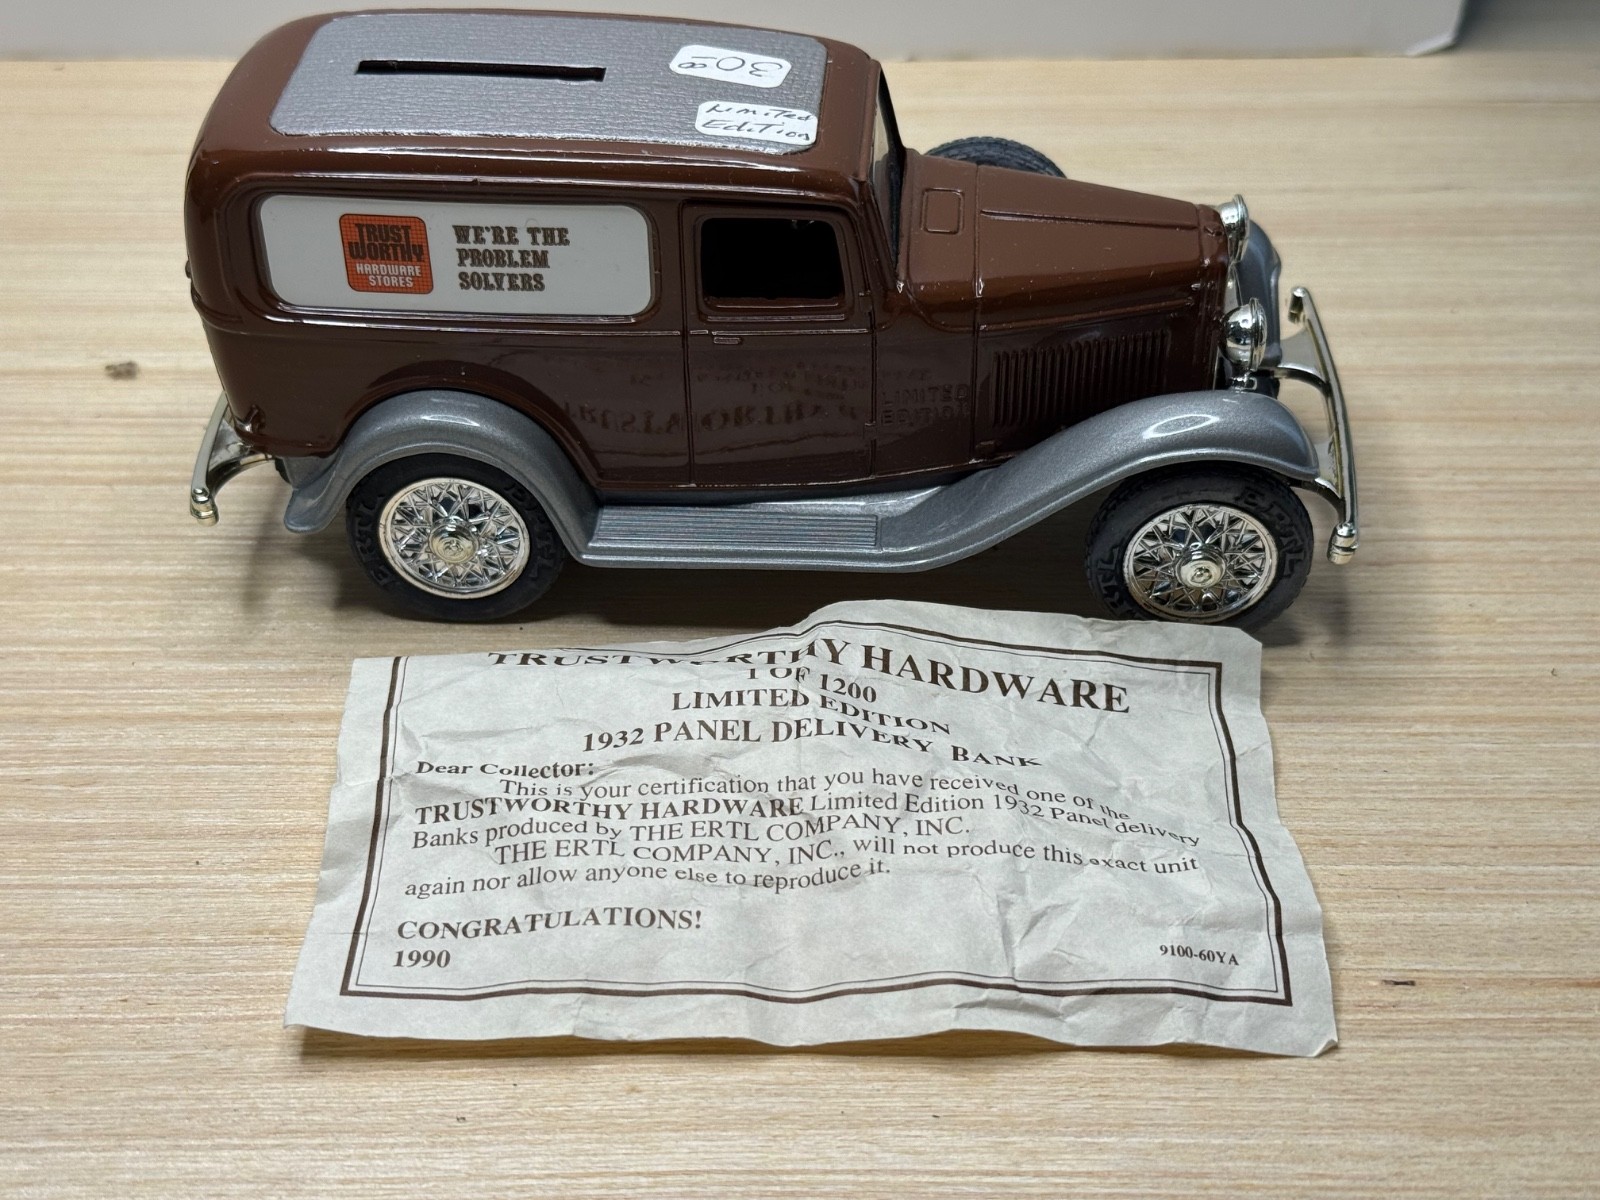 30.00
Limited
Edition
TRUST
WORTHY
HARDWARE
STORES
WE'RE THE
PROBLEM
SOLVERS
LIMITED
EDITION
ERTL
ERTL
TRUSTWORTHY HARDWARE
1 OF 1200
LIMITED EDITION
1932 PANEL DELIVERY BANK
Dear Collector:
This is your certification that you have received one of the
TRUSTWORTHY HARDWARE Limited Edition 1932 Panel delivery
Banks produced by THE ERTL COMPANY, INC.
THE ERTL COMPANY, INC., will not produce this exact unit
again nor allow anyone else to reproduce it.
CONGRATULATIONS!
1990
9100-60YA